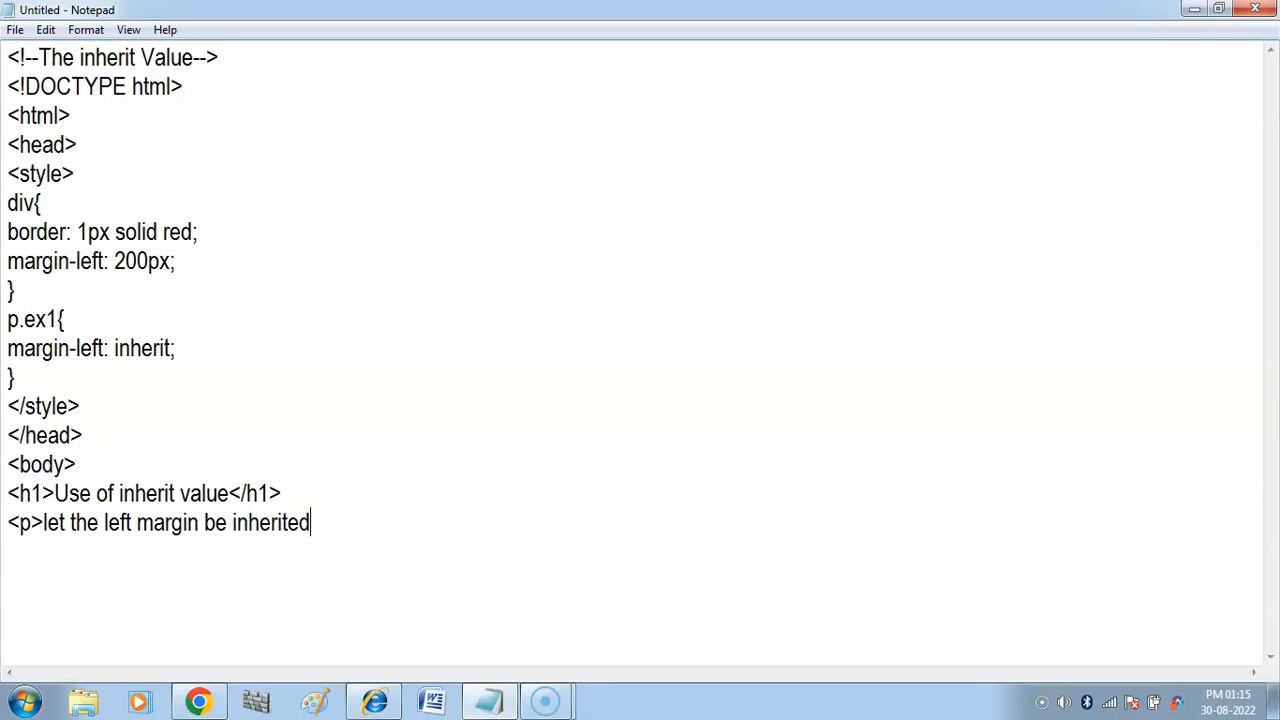 Untitled - Notepad
File Edit Format View Help
<!--The inherit Value-->
<!DOCTYPE html>
<html>
<head>
<style>
div{
border: 1px solid red;
margin-left: 200px;
}
p.ex1{
margin-left: inherit;
}
</style>
</head>
<body>
<h1>Use of inherit value</h1>
<p>let the left margin be inherited
PM 01:15
30-08-2022